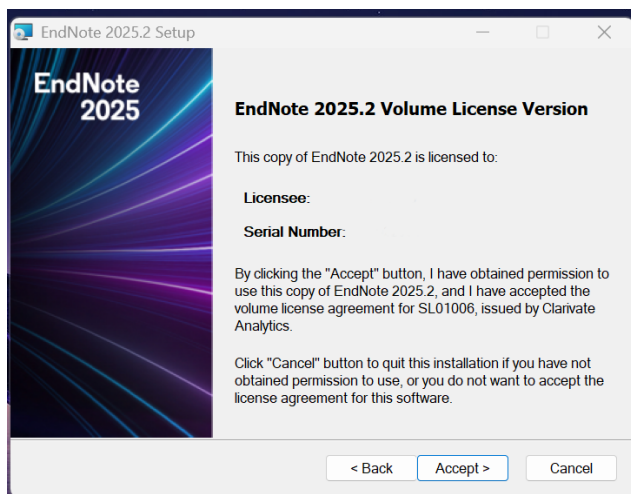 EndNote 2025.2 Setup
EndNote
2025
EndNote 2025.2 Volume License Version
This copy of EndNote 2025.2 is licensed to:
Licensee:
Serial Number:
By clicking the "Accept" button, I have obtained permission to
use this copy of EndNote 2025.2, and I have accepted the
volume license agreement for SL01006, issued by Clarivate
Analytics.
Click "Cancel" button to quit this installation if you have not
obtained permission to use, or you do not want to accept the
license agreement for this software.
< Back
Accept >
Cancel